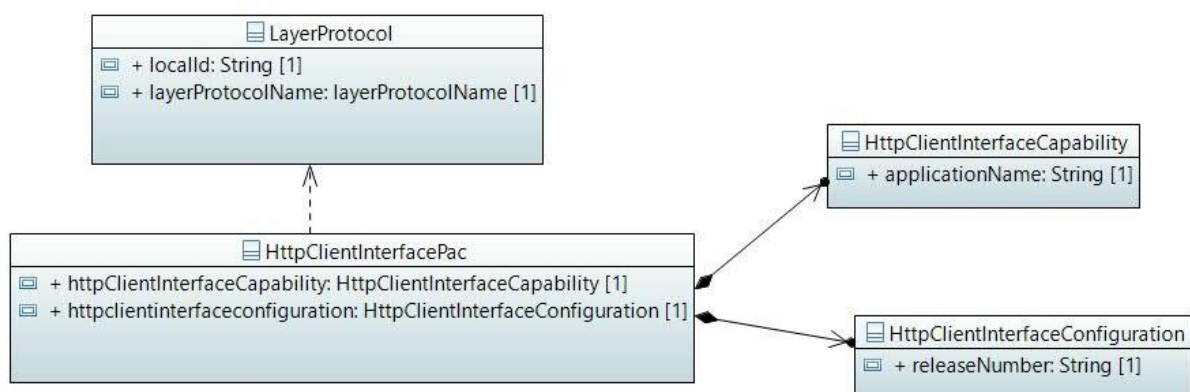 LayerProtocol
+ localId: String [1]
+ layerProtocolName: layerProtocolName [1]
HttpClientInterfaceCapability
+ applicationName: String [1]
HttpClientInterfacePac
+ httpClientInterfaceCapability: HttpClientInterfaceCapability [1]
+ httpclientinterfaceconfiguration: HttpClientInterfaceConfiguration [1]
HttpClientInterfaceConfiguration
+ releaseNumber: String [1]